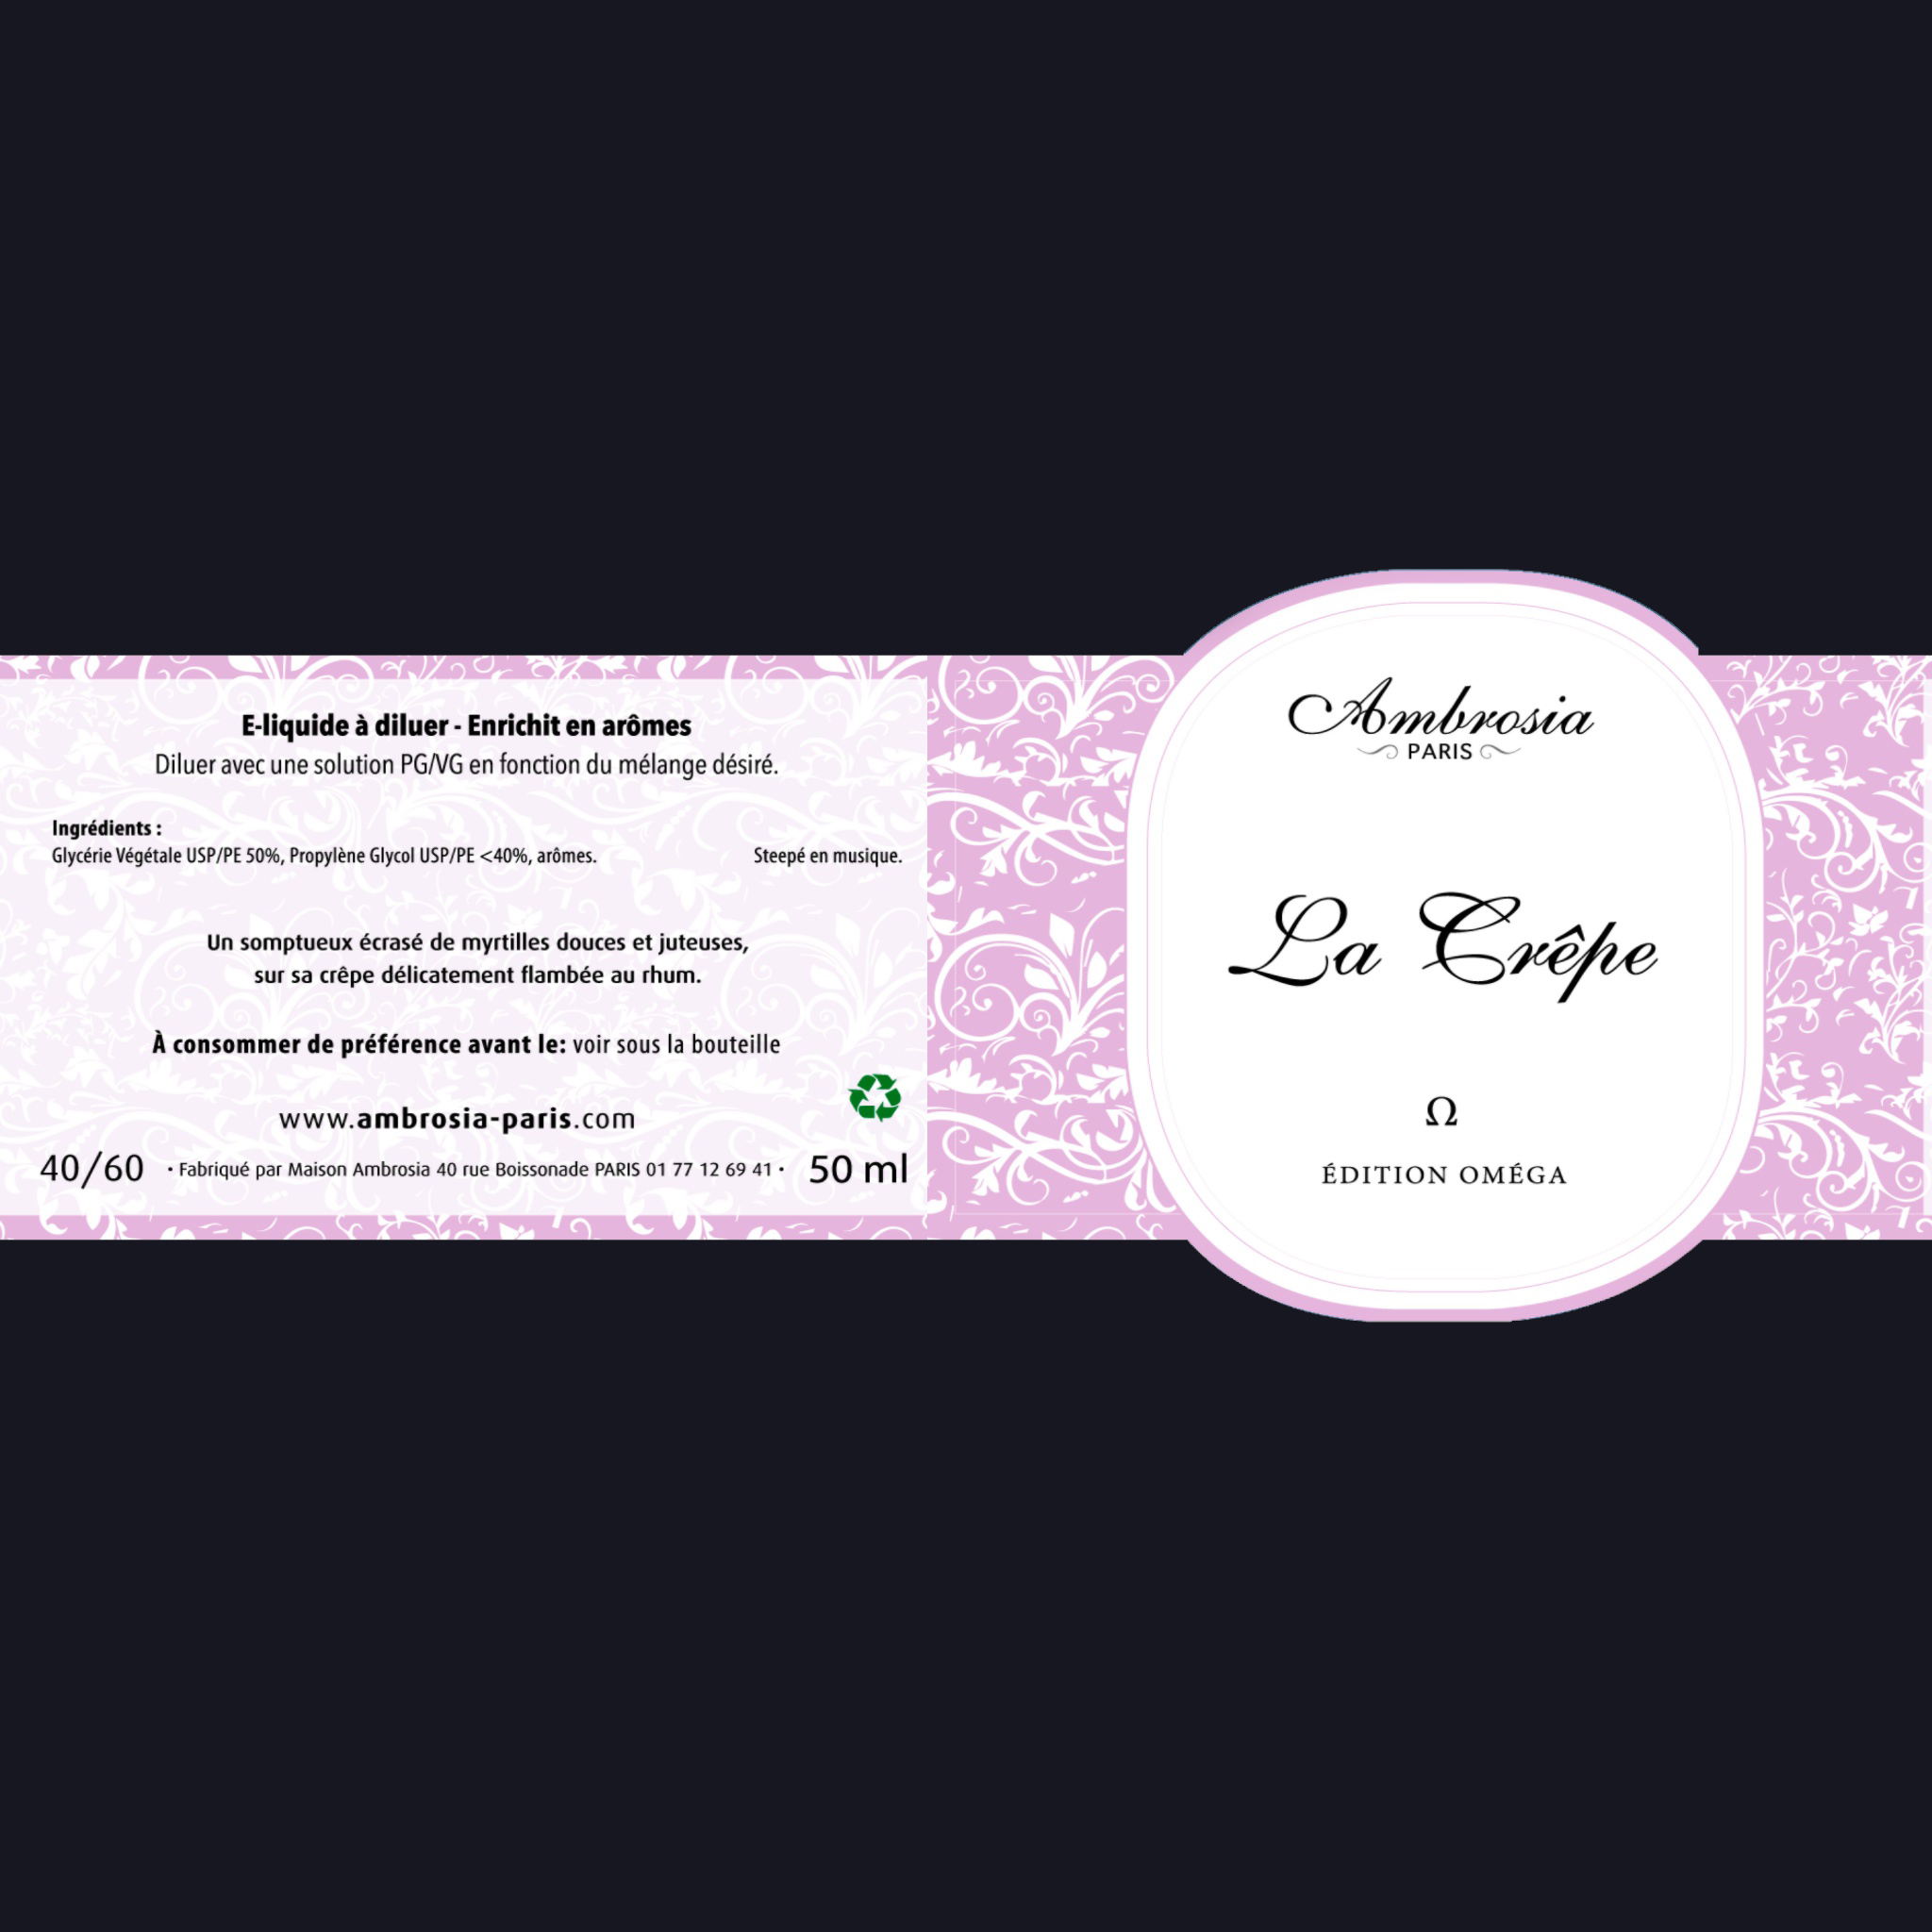 E-liquide à diluer - Enrichit en arômes
Diluer avec une solution PG/VG en fonction du mélange désiré.
Ingrédients :
Glycérie Végétale USP/PE 50%, Propylène Glycol USP/PE <40%, arômes.
Steepé en musique.
Un somptueux écrasé de myrtilles douces et juteuses,
sur sa crêpe délicatement flambée au rhum.
À consommer de préférence avant le: voir sous la bouteille
www.ambrosia-paris.com
40/60
• Fabriqué par Maison Ambrosia 40 rue Boissonade PARIS 01 77 12 69 41 •
50 ml
Ambrosia
PARIS
La Crêpe
Ω
ÉDITION OMÉGA